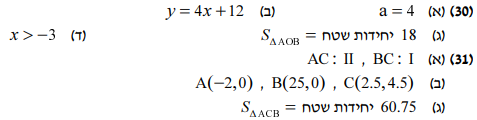 (30) (א) a = 4 (ב) y = 4x + 12
(ג) S_{ΔAOB} = 18 יחידות שטח (ד) x > −3
(31) (א) AC : II , BC : I
(ב) A(−2,0) , B(25,0) , C(2.5,4.5)
(ג) S_{ΔACB} = 60.75 יחידות שטח